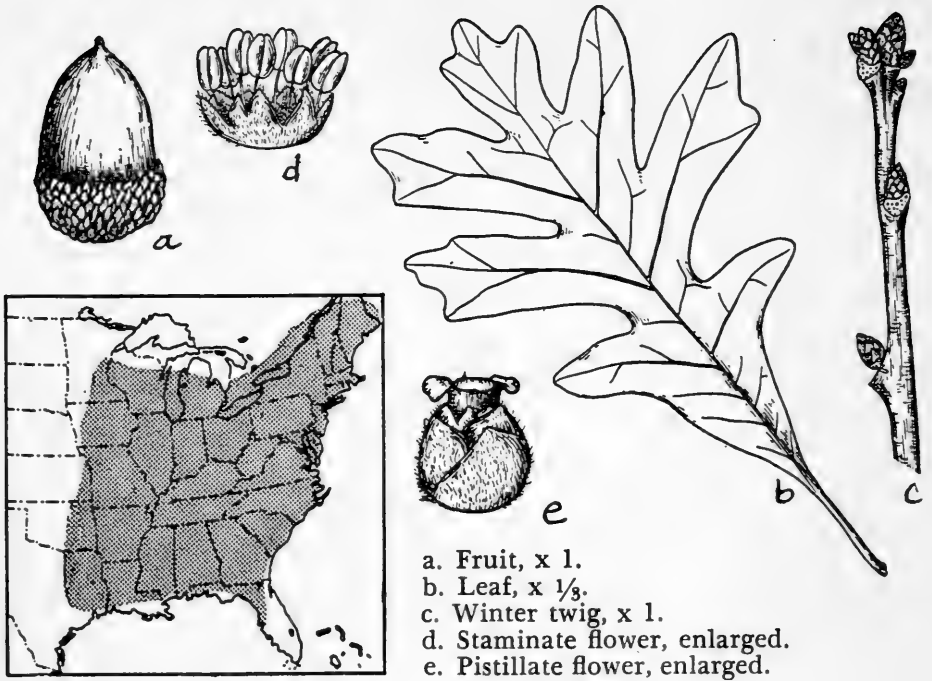 a
d
b
c
e
a. Fruit, x 1.
b. Leaf, x ⅓.
c. Winter twig, x 1.
d. Staminate flower, enlarged.
e. Pistillate flower, enlarged.